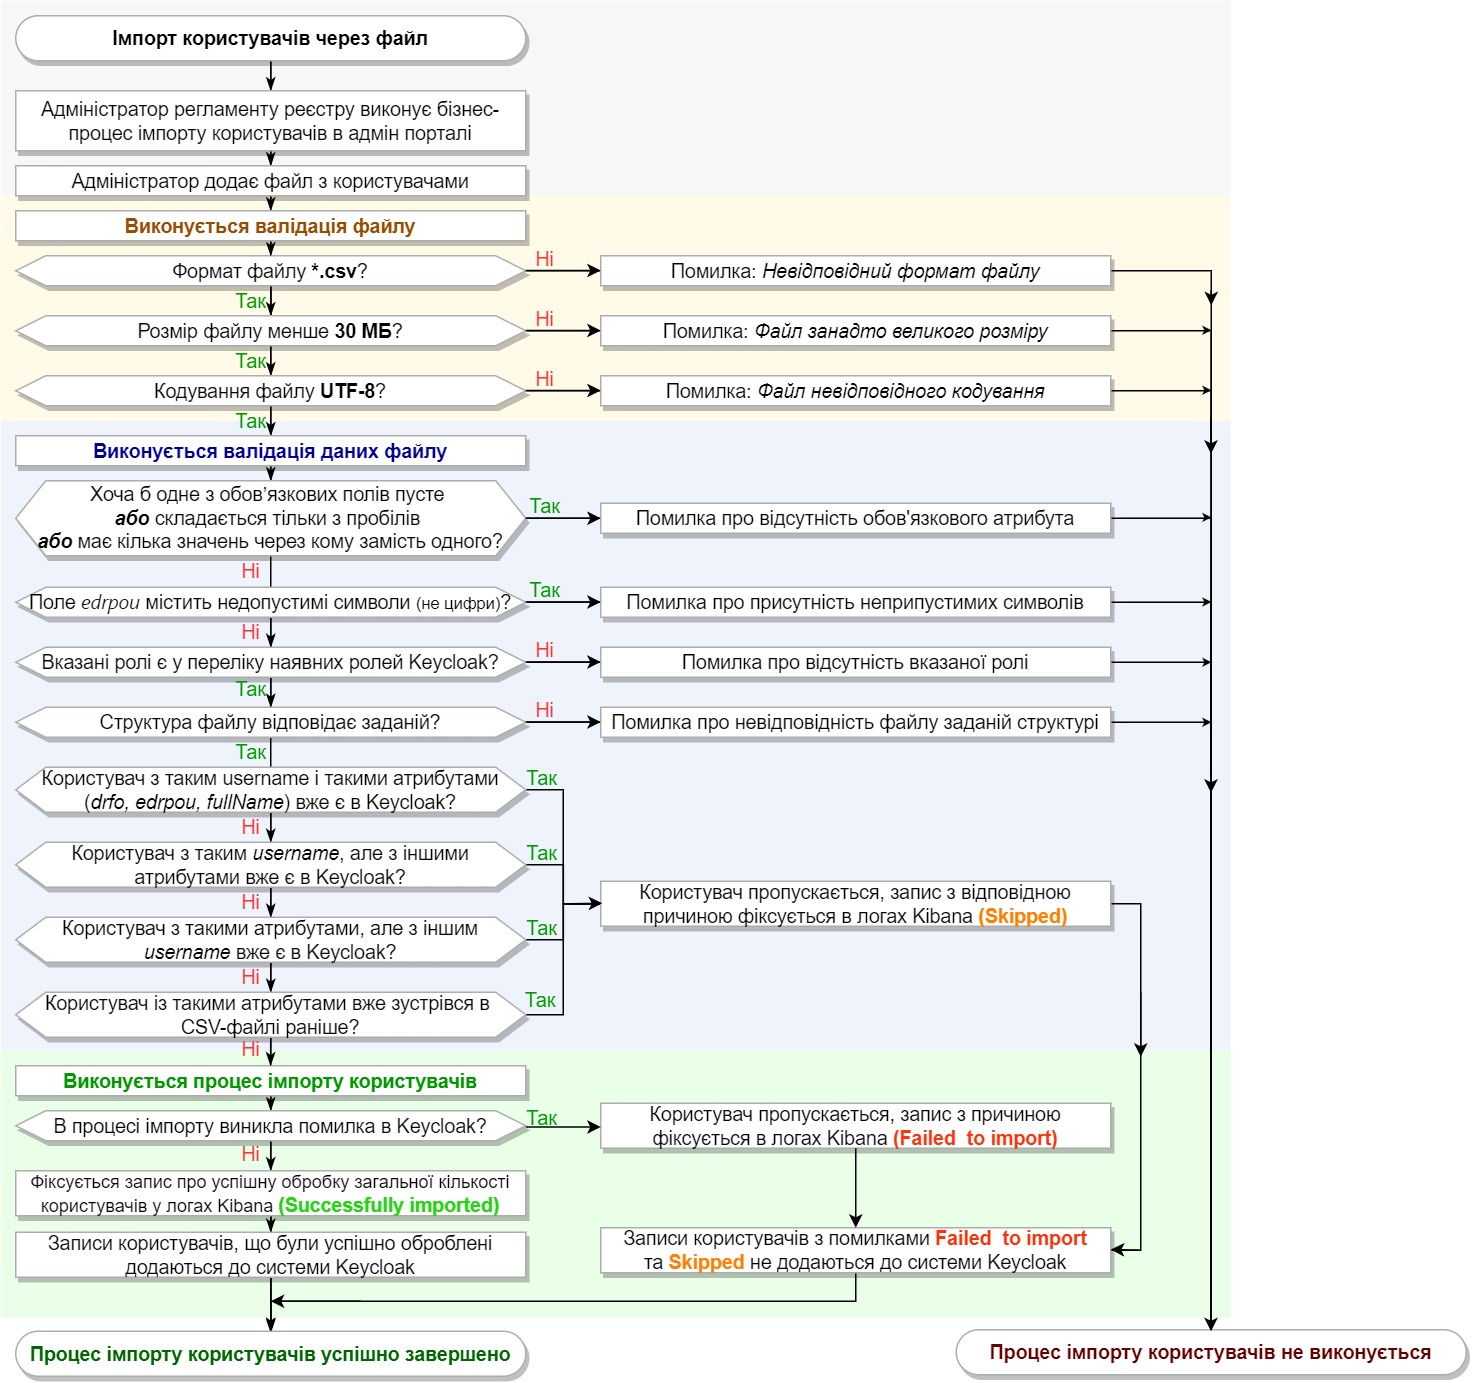 Імпорт користувачів через файл
Адміністратор регламенту реєстру виконує бізнес-
процес імпорту користувачів в адмін порталі
Адміністратор додає файл з користувачами
Виконується валідація файлу
Формат файлу *.csv?
Ні
Помилка: Невідповідний формат файлу
Так
Розмір файлу менше 30 МБ?
Ні
Помилка: Файл занадто великого розміру
Так
Кодування файлу UTF-8?
Ні
Помилка: Файл невідповідного кодування
Так
Виконується валідація даних файлу
Хоча б одне з обов’язкових полів пусте
або складається тільки з пробілів
або має кілька значень через кому замість одного?
Так
Помилка про відсутність обов'язкового атрибута
Ні
Поле edrpou містить недопустимі символи (не цифри)?
Так
Помилка про присутність неприпустимих символів
Ні
Вказані ролі є у переліку наявних ролей Keycloak?
Ні
Помилка про відсутність вказаної ролі
Так
Структура файлу відповідає заданій?
Ні
Помилка про невідповідність файлу заданій структурі
Так
Користувач з таким username і такими атрибутами
(drfo, edrpou, fullName) вже є в Keycloak?
Так
Ні
Користувач з таким username, але з іншими
атрибутами вже є в Keycloak?
Так
Ні
Користувач з такими атрибутами, але з іншим
username вже є в Keycloak?
Так
Користувач пропускається, запис з відповідною
причиною фіксується в логах Kibana (Skipped)
Ні
Користувач із такими атрибутами вже зустрівся в
CSV-файлі раніше?
Так
Ні
Виконується процес імпорту користувачів
В процесі імпорту виникла помилка в Keycloak?
Так
Користувач пропускається, запис з причиною
фіксується в логах Kibana (Failed to import)
Ні
Фіксується запис про успішну обробку загальної кількості
користувачів у логах Kibana (Successfully imported)
Записи користувачів, що були успішно оброблені
додаються до системи Keycloak
Записи користувачів з помилками Failed to import
та Skipped не додаються до системи Keycloak
Процес імпорту користувачів успішно завершено
Процес імпорту користувачів не виконується